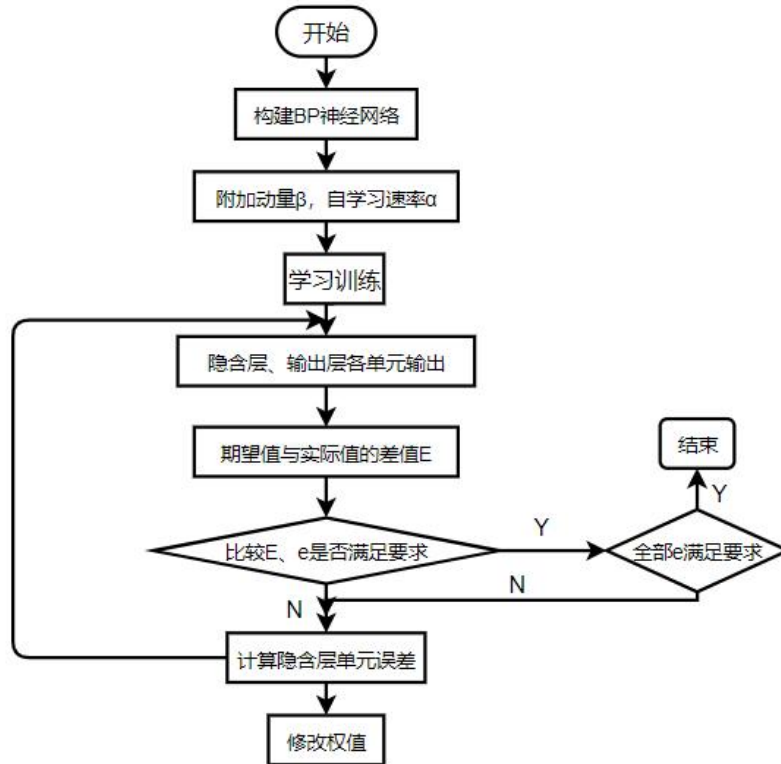 开始
构建BP神经网络
附加动量β，自学习速率α
学习训练
隐含层、输出层各单元输出
期望值与实际值的差值E
结束
Y
比较E、e是否满足要求
Y
全部e满足要求
N
N
计算隐含层单元误差
修改权值